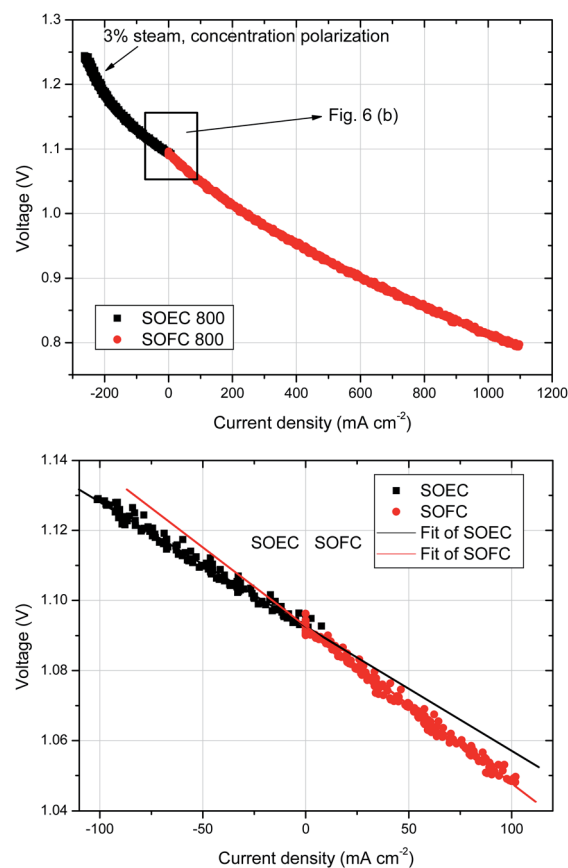 1.3
3% steam, concentration polarization
1.2
Fig. 6 (b)
1.1
Voltage (V)
1.0
0.9
SOEC 800
SOFC 800
0.8
-200 0 200 400 600 800 1000 1200
Current density (mA cm⁻²)
1.14
SOEC
SOFC
Fit of SOEC
Fit of SOFC
1.12
SOEC SOFC
Voltage (V)
1.10
1.08
1.06
1.04
-100 -50 0 50 100
Current density (mA cm⁻²)